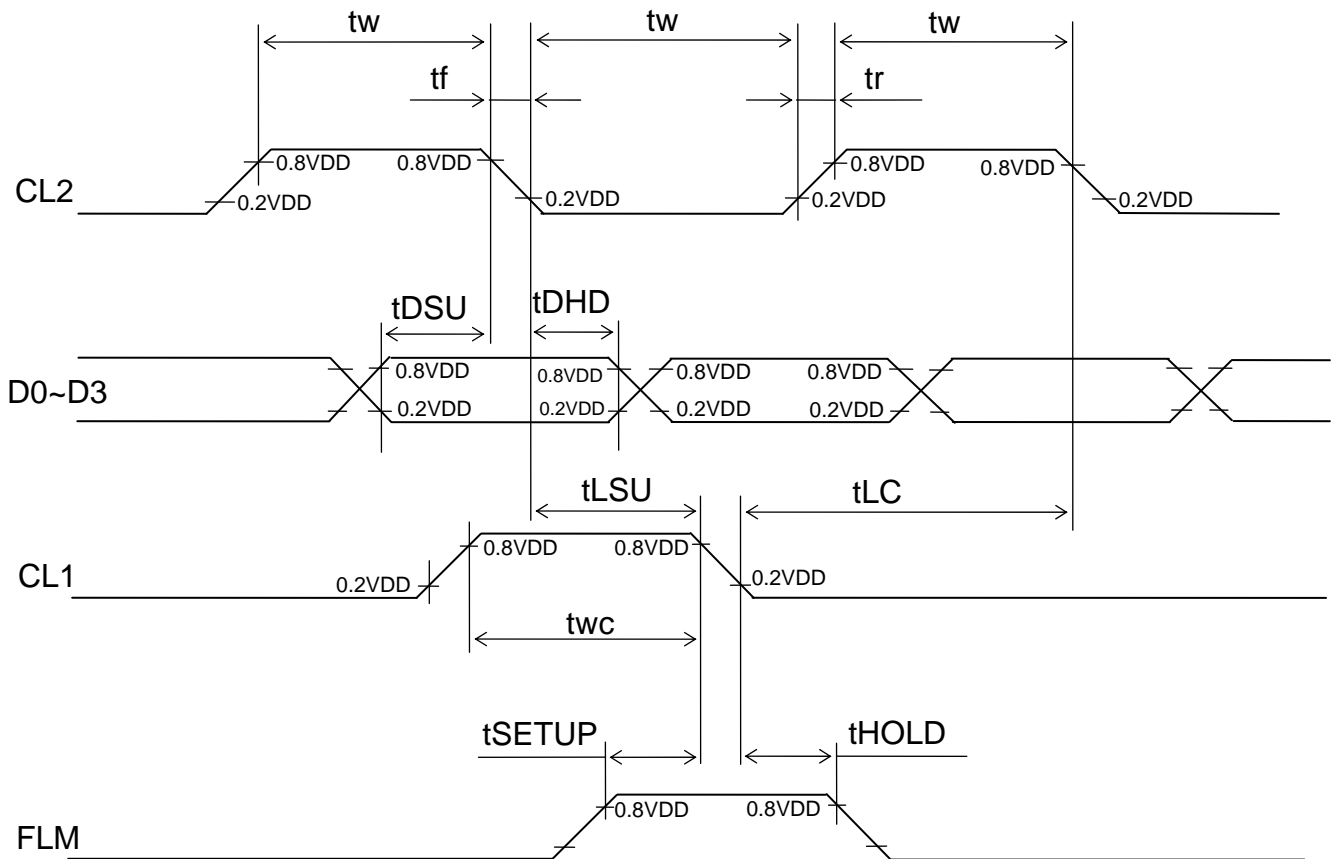 tw tw tw
tf tr
0.8VDD 0.8VDD 0.8VDD 0.8VDD
CL2
0.2VDD 0.2VDD 0.2VDD 0.2VDD
tDSU tDHD
0.8VDD 0.8VDD 0.8VDD 0.8VDD
D0~D3
0.2VDD 0.2VDD 0.2VDD 0.2VDD
tLSU tLC
0.8VDD 0.8VDD
CL1
0.2VDD 0.2VDD
twc
tSETUP tHOLD
0.8VDD 0.8VDD
FLM